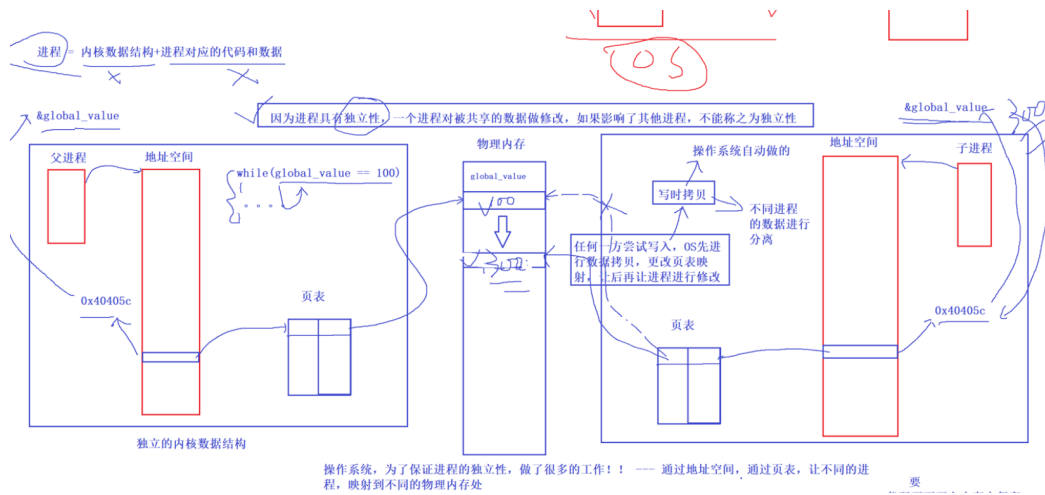 OS
进程 = 内核数据结构+进程对应的代码和数据
&global_value
因为进程具有独立性，一个进程对被共享的数据做修改，如果影响了其他进程，不能称之为独立性
&global_value
300
父进程
地址空间
while(global_value == 100)
{
。。。。
}
物理内存
global_value
100
300
操作系统自动做的
写时拷贝
不同进程
的数据进行
分离
任何一方尝试写入，OS先进
行数据拷贝，更改页表映
射，让后再让进程进行修改
地址空间
子进程
0x40405c
页表
页表
0x40405c
独立的内核数据结构
操作系统，为了保证进程的独立性，做了很多的工作！！ --- 通过地址空间，通过页表，让不同的进
程，映射到不同的物理内存处
要